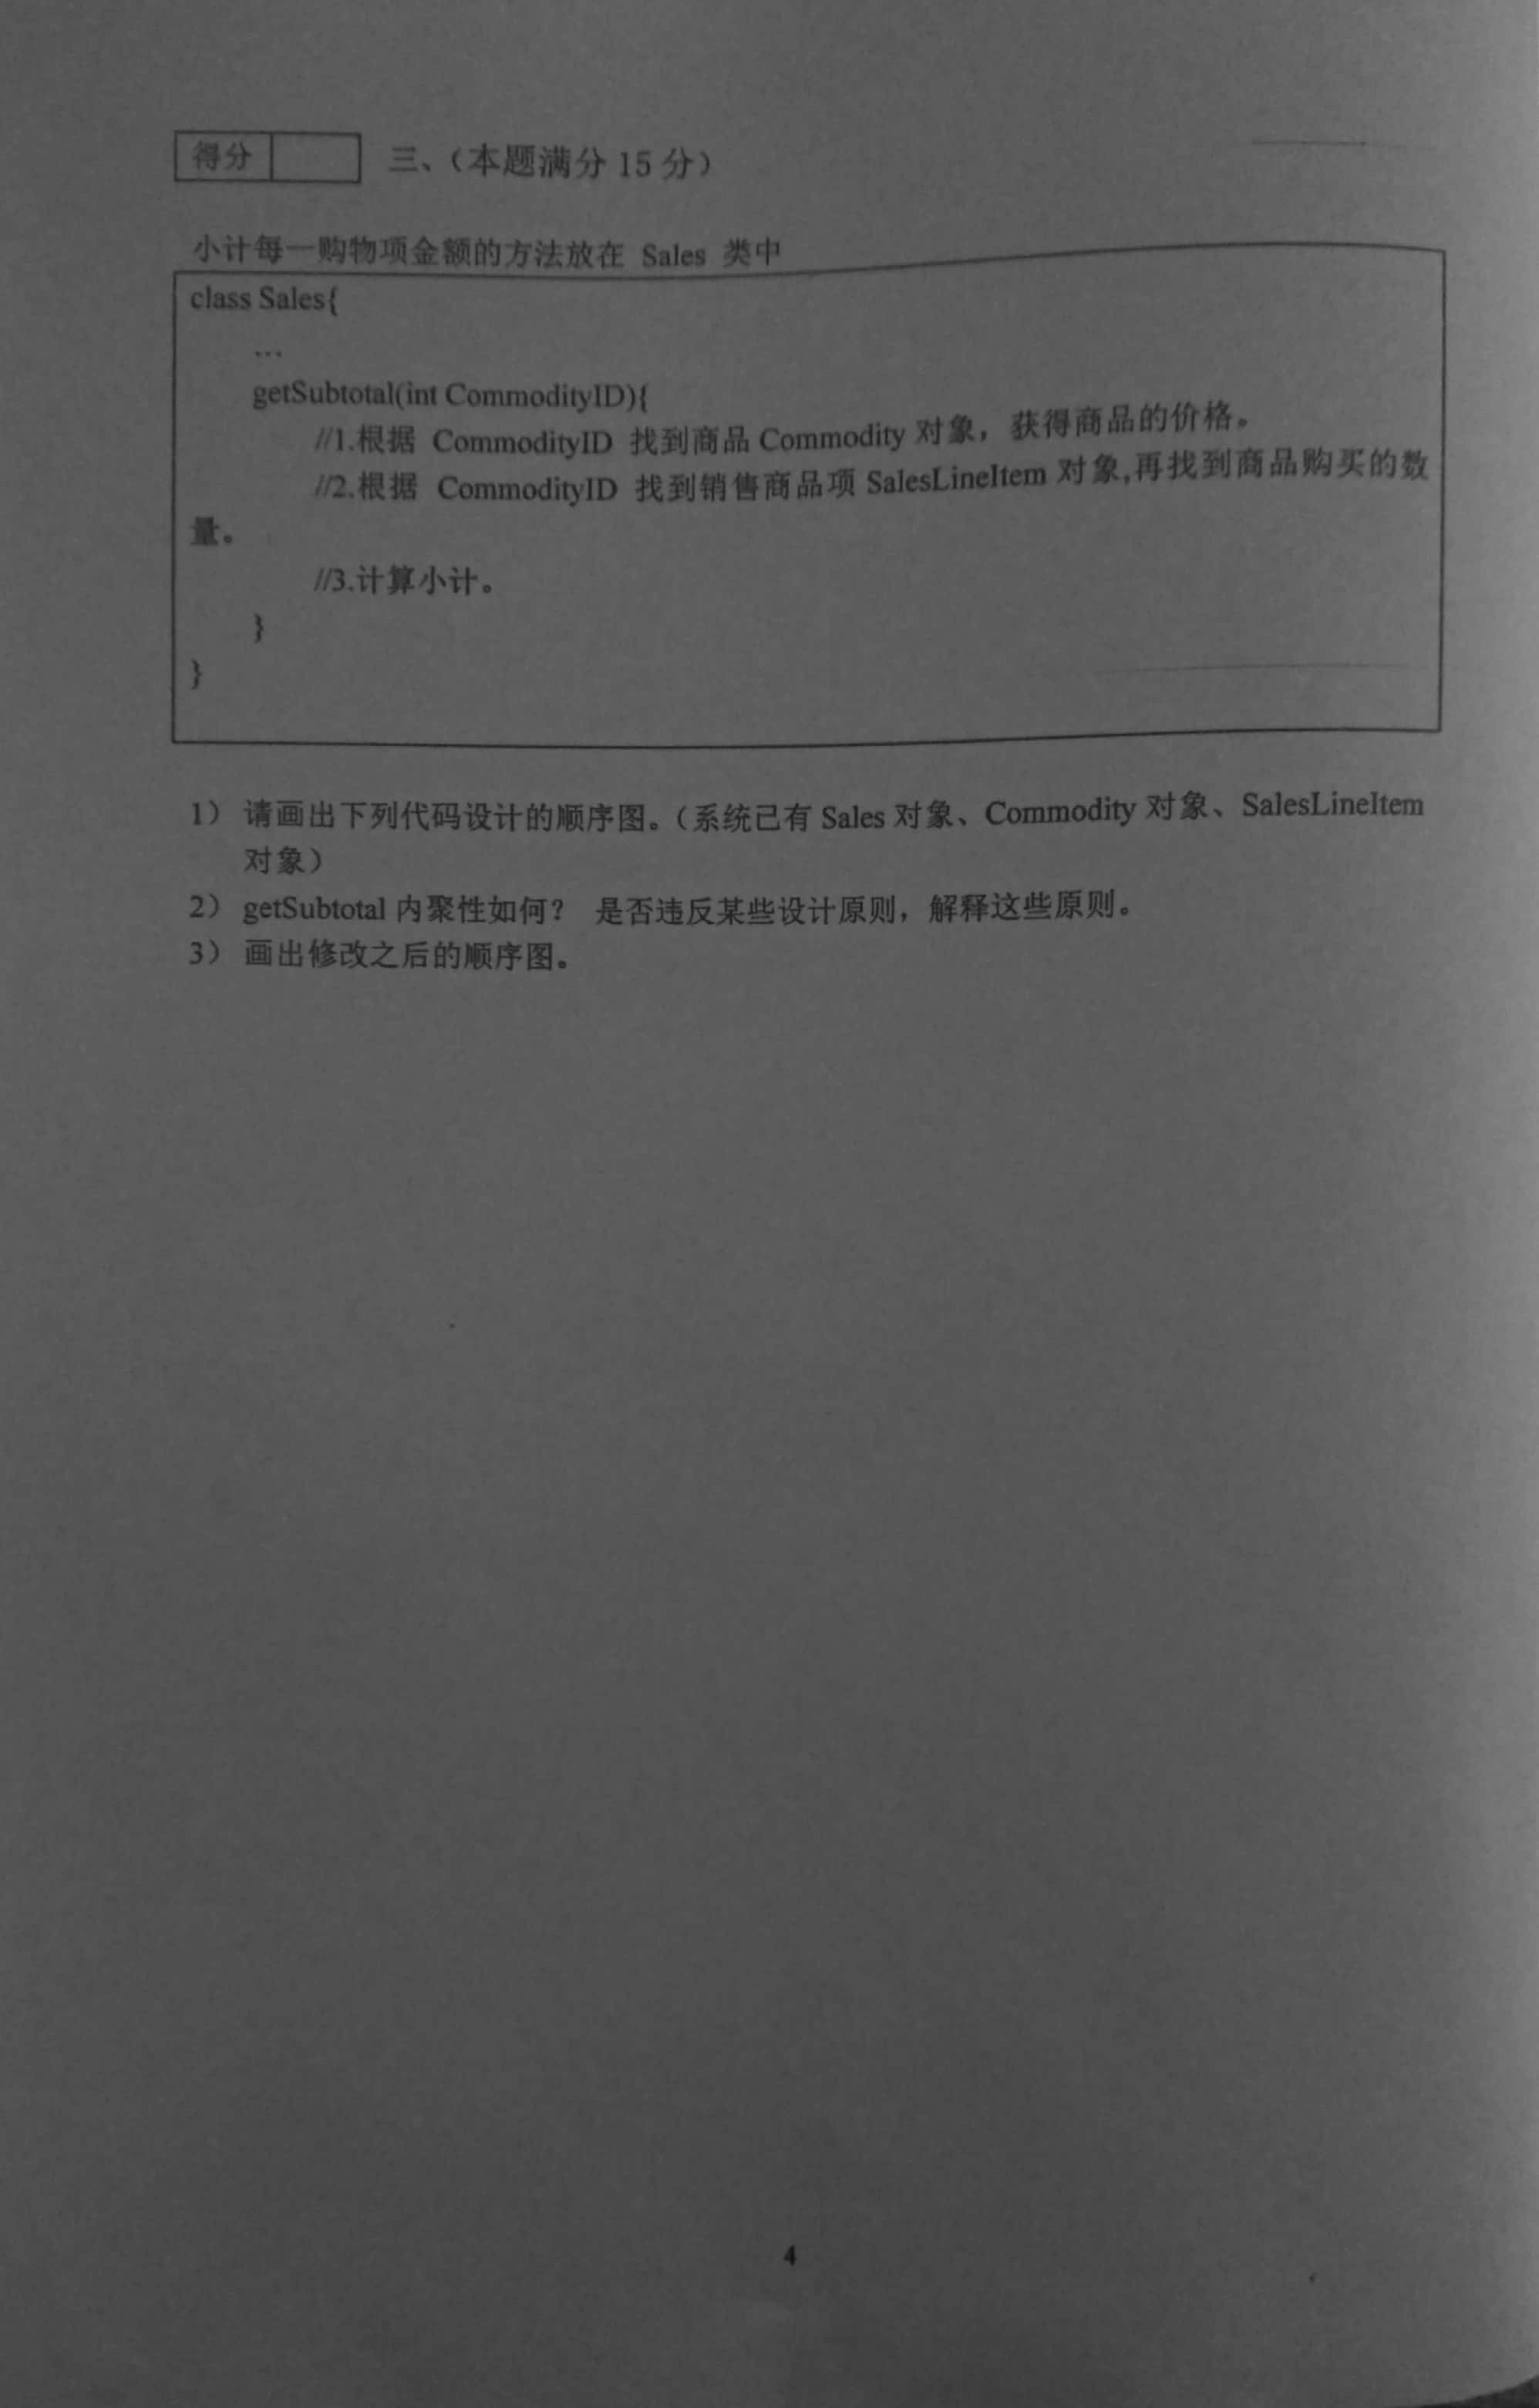 得分 三、（本题满分 15 分）
小计每一购物项金额的方法放在 Sales 类中
class Sales{
...
getSubtotal(int CommodityID){
//1.根据 CommodityID 找到商品 Commodity 对象，获得商品的价格。
//2.根据 CommodityID 找到销售商品项 SalesLineItem 对象,再找到商品购买的数
量。
//3.计算小计。
}
}
1） 请画出下列代码设计的顺序图。（系统已有 Sales 对象、Commodity 对象、SalesLineItem
对象）
2） getSubtotal 内聚性如何？ 是否违反某些设计原则，解释这些原则。
3） 画出修改之后的顺序图。
4